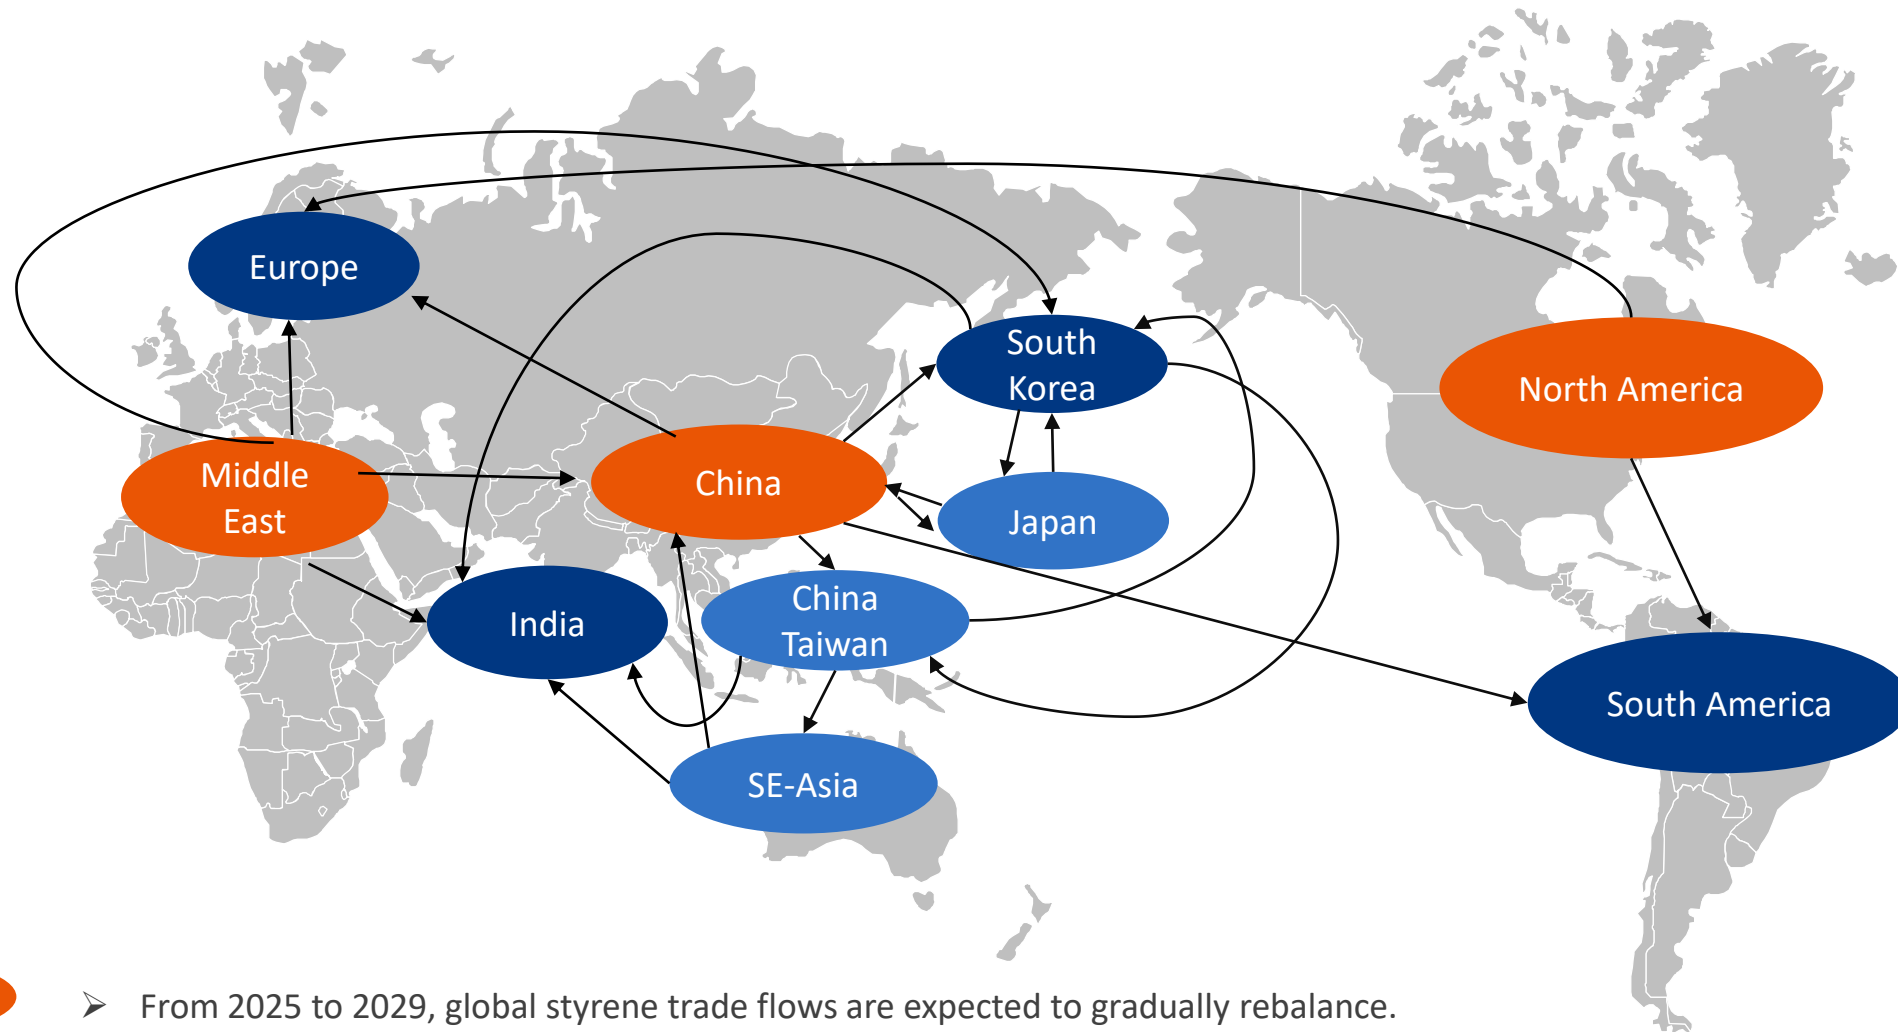 Europe
South
Korea
North America
Middle
East
China
Japan
China
Taiwan
India
South America
SE-Asia
➢ From 2025 to 2029, global styrene trade flows are expected to gradually rebalance.